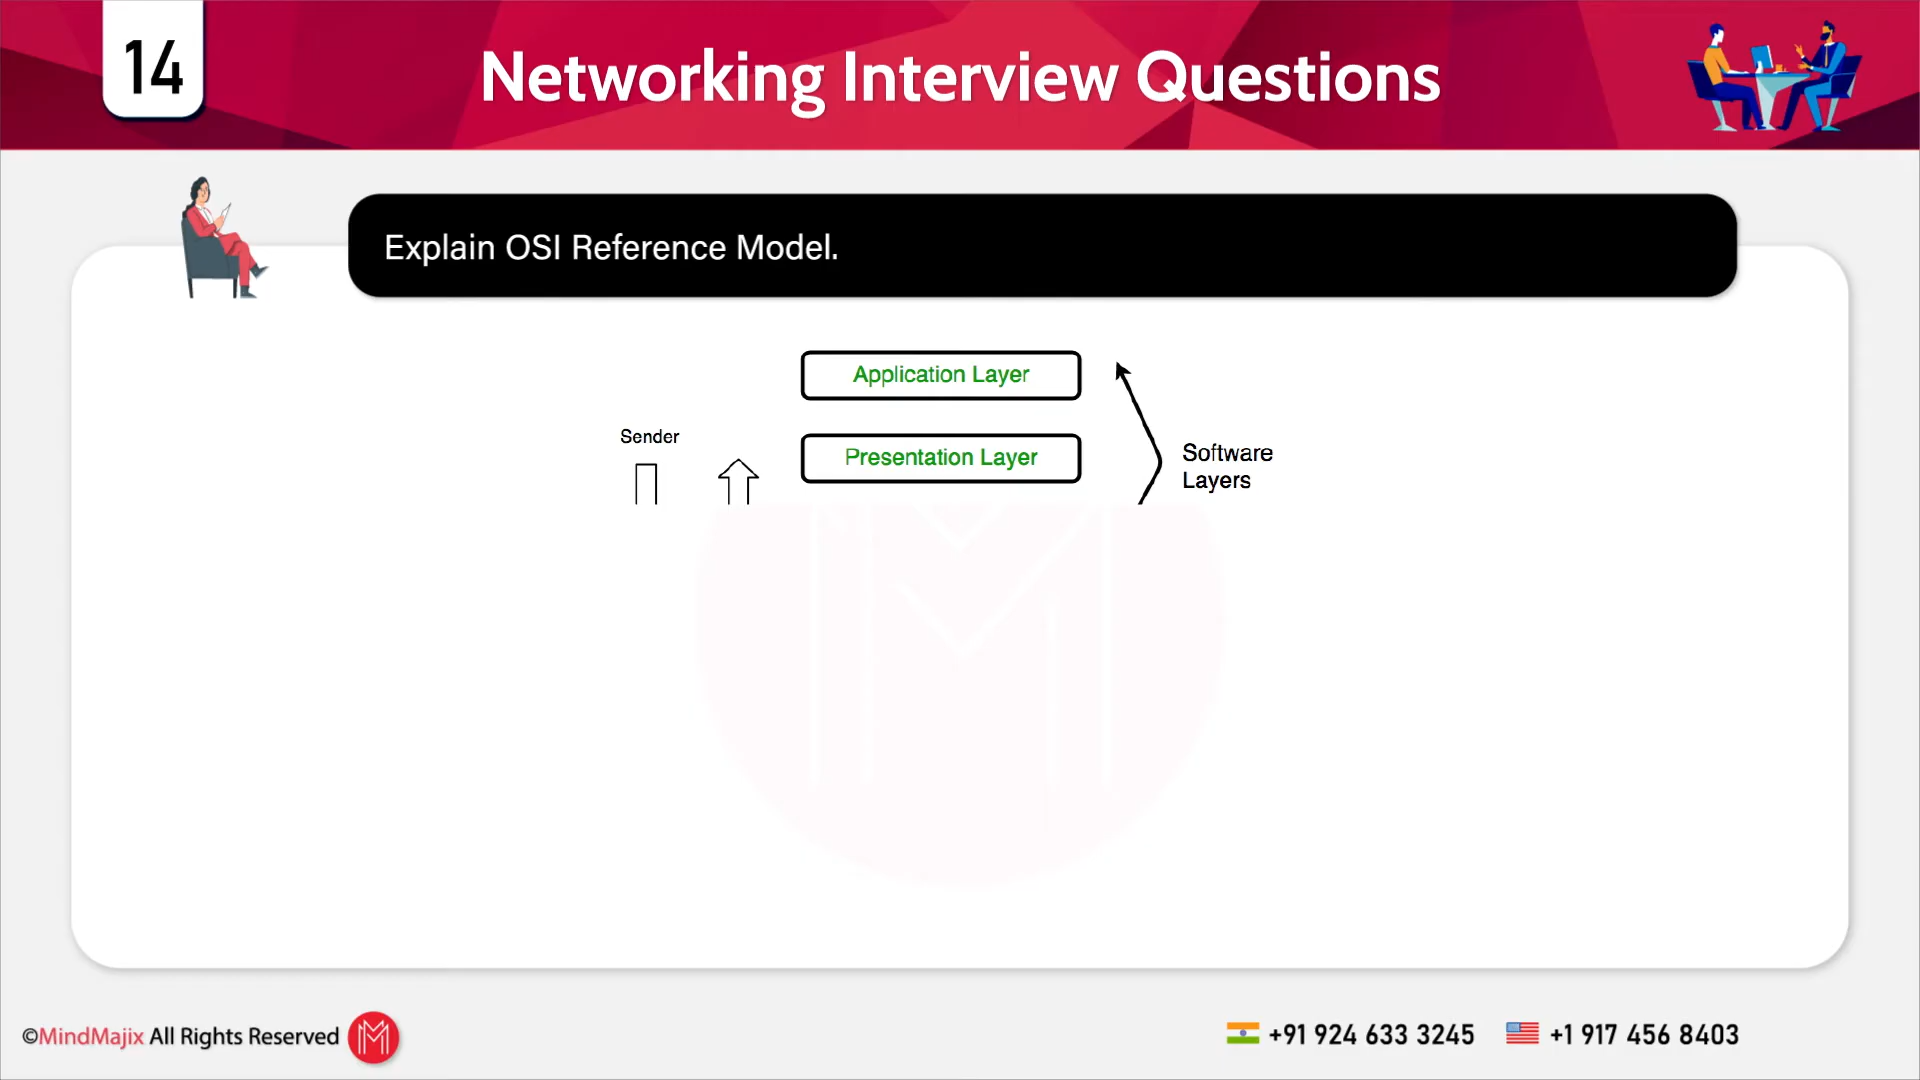 14
Networking Interview Questions
Explain OSI Reference Model.
Application Layer
Sender
Presentation Layer
Software
Layers
©MindMajix All Rights Reserved
+91 924 633 3245
+1 917 456 8403